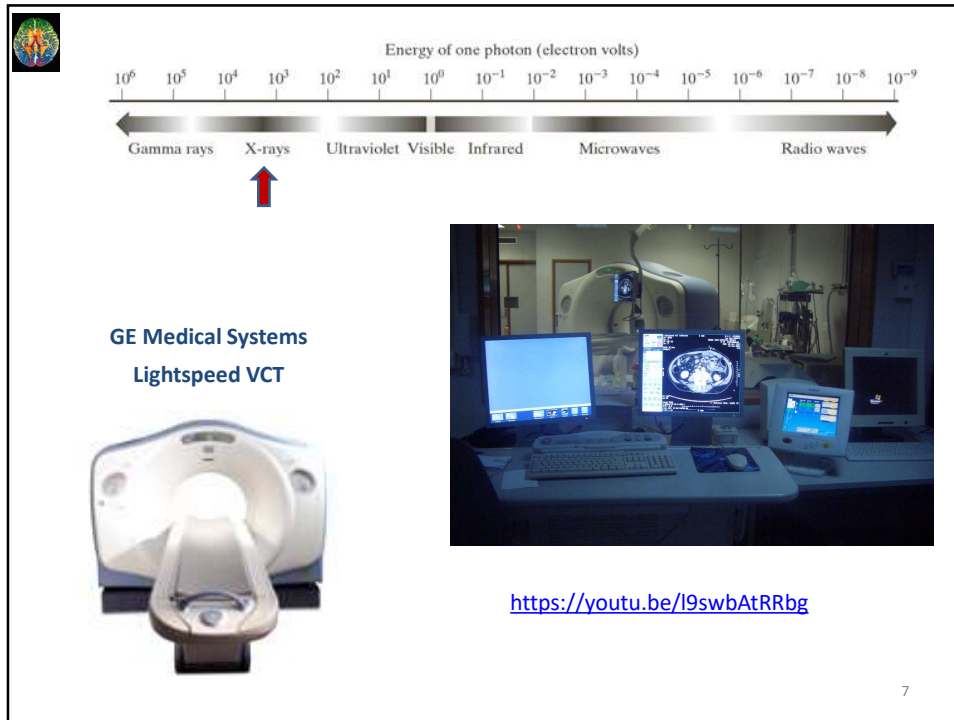 Energy of one photon (electron volts)
10⁶ 10⁵ 10⁴ 10³ 10² 10¹ 10⁰ 10⁻¹ 10⁻² 10⁻³ 10⁻⁴ 10⁻⁵ 10⁻⁶ 10⁻⁷ 10⁻⁸ 10⁻⁹
Gamma rays X-rays Ultraviolet Visible Infrared Microwaves Radio waves
GE Medical Systems
Lightspeed VCT
https://youtu.be/l9swbAtRRbg
7